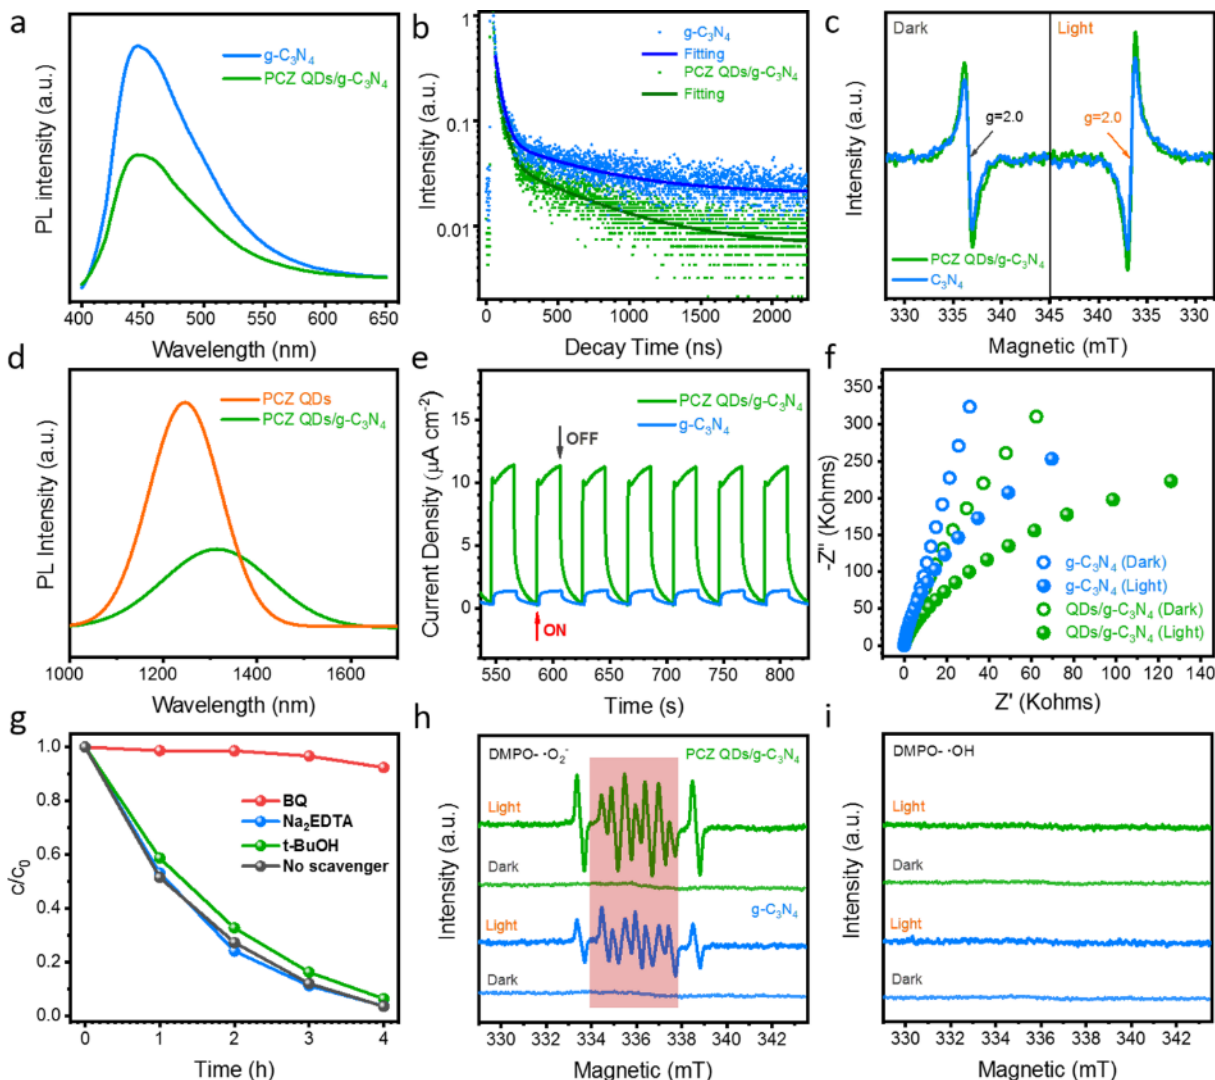 a
g-C₃N₄
PCZ QDs/g-C₃N₄
PL intensity (a.u.)
400 450 500 550 600 650
Wavelength (nm)
b
g-C₃N₄
Fitting
PCZ QDs/g-C₃N₄
Fitting
1
0.1
0.01
Intensity (a.u.)
0 500 1000 1500 2000
Decay Time (ns)
c
Dark
Light
g=2.0
g=2.0
PCZ QDs/g-C₃N₄
C₃N₄
Intensity (a.u.)
330 335 340 345 340 335 330
Magnetic (mT)
d
PCZ QDs
PCZ QDs/g-C₃N₄
PL Intensity (a.u.)
1000 1200 1400 1600
Wavelength (nm)
e
PCZ QDs/g-C₃N₄
g-C₃N₄
OFF
ON
15
10
5
0
Current Density (μA cm⁻²)
550 600 650 700 750 800
Time (s)
f
350
300
250
200
150
100
50
0
-Z" (Kohms)
g-C₃N₄ (Dark)
g-C₃N₄ (Light)
QDs/g-C₃N₄ (Dark)
QDs/g-C₃N₄ (Light)
0 20 40 60 80 100 120 140
Z' (Kohms)
g
1.0
0.8
0.6
0.4
0.2
0.0
c/c₀
BQ
Na₂EDTA
t-BuOH
No scavenger
0 1 2 3 4
Time (h)
h
DMPO- ·O₂⁻
PCZ QDs/g-C₃N₄
Light
Dark
g-C₃N₄
Light
Dark
Intensity (a.u.)
330 332 334 336 338 340 342
Magnetic (mT)
i
DMPO- ·OH
Light
Dark
Light
Dark
Intensity (a.u.)
330 332 334 336 338 340 342
Magnetic (mT)